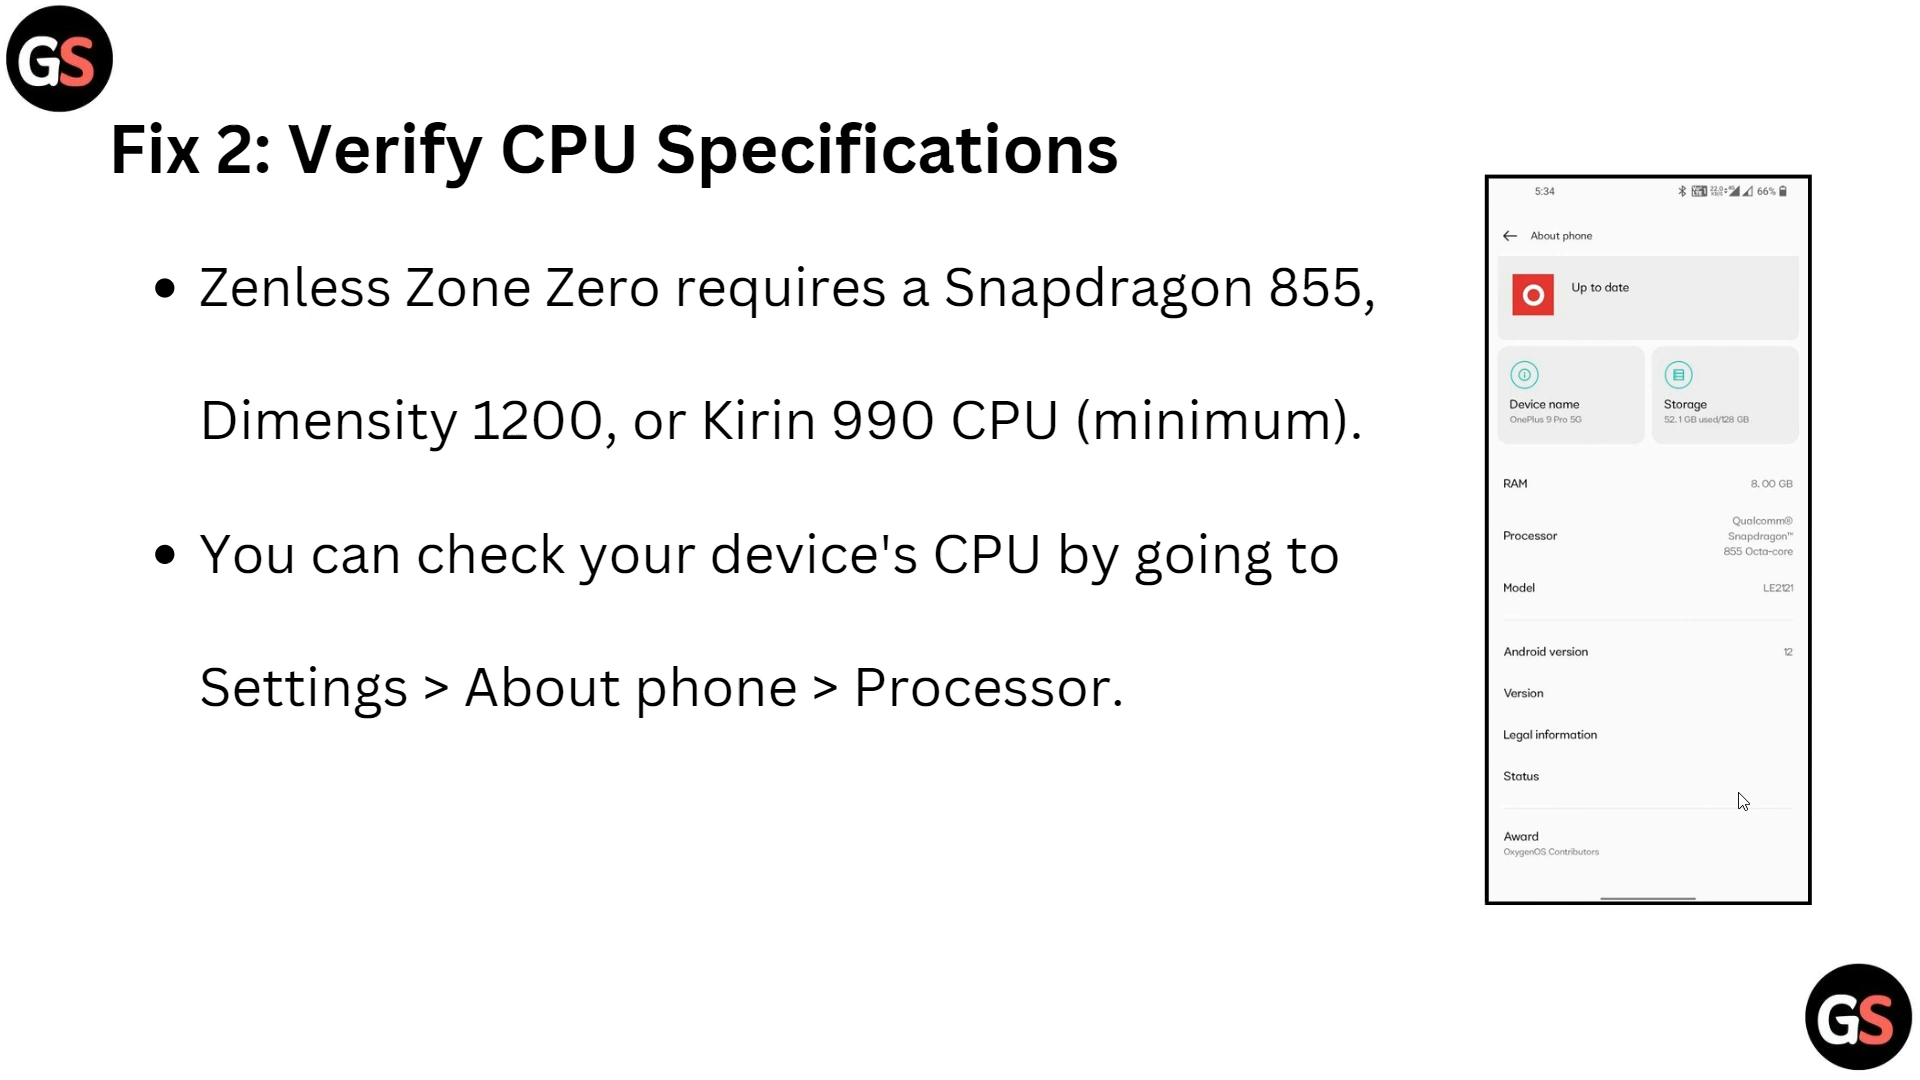 GS
Fix 2: Verify CPU Specifications
• Zenless Zone Zero requires a Snapdragon 855,
Dimensity 1200, or Kirin 990 CPU (minimum).
• You can check your device's CPU by going to
Settings > About phone > Processor.
5:34
66%
About phone
Up to date
Device name
OnePlus 9 Pro 5G
Storage
52.1 GB used/128 GB
RAM
8.00 GB
Processor
Qualcomm®
Snapdragon™
855 Octa-core
Model
LE2121
Android version
12
Version
Legal information
Status
Award
OxygenOS Contributors
GS